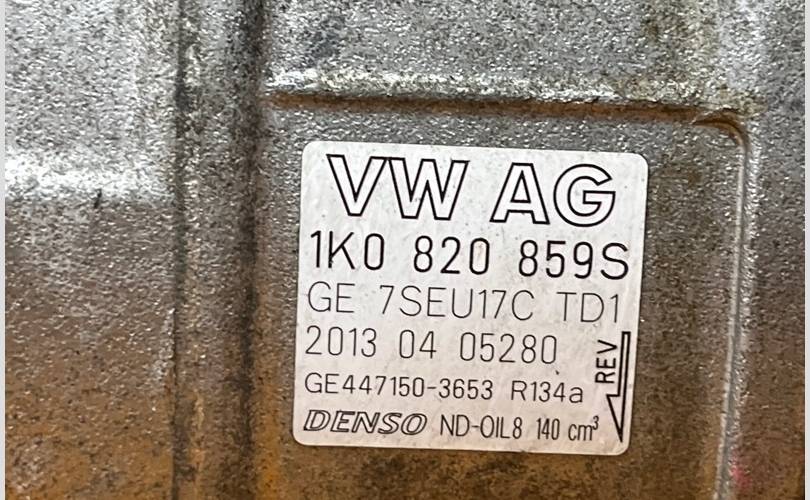 VW AG
1K0 820 859S
GE 7SEU17C TD1
2013 04 05280
REV
GE447150-3653 R134a
DENSO ND-OIL8 140 cm³